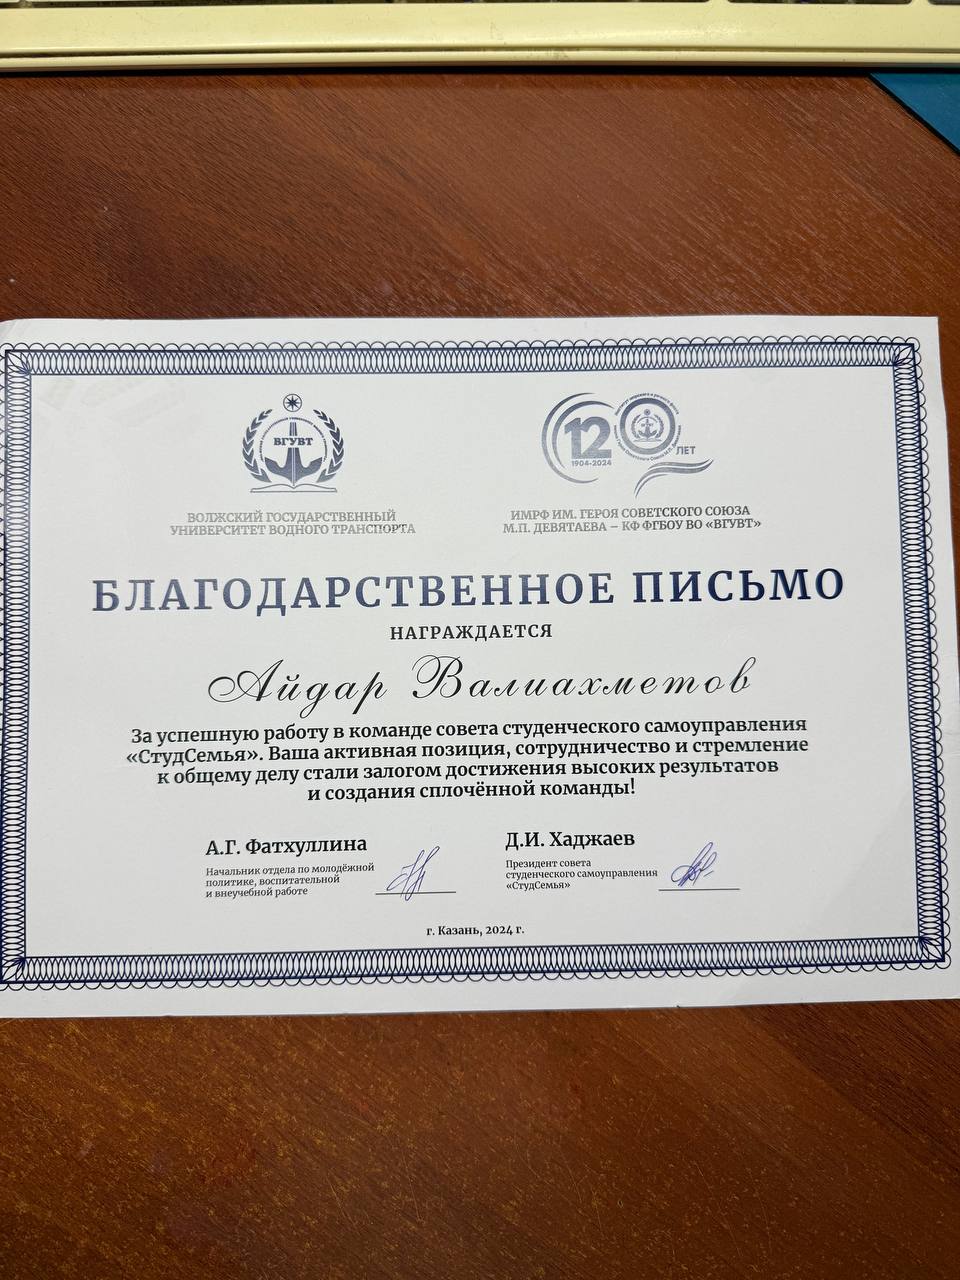 ВГУВТ
120 ЛЕТ
1904-2024
ВОЛЖСКИЙ ГОСУДАРСТВЕННЫЙ
УНИВЕРСИТЕТ ВОДНОГО ТРАНСПОРТА
ИМРФ ИМ. ГЕРОЯ СОВЕТСКОГО СОЮЗА
М.П. ДЕВЯТАЕВА – КФ ФГБОУ ВО «ВГУВТ»
БЛАГОДАРСТВЕННОЕ ПИСЬМО
НАГРАЖДАЕТСЯ
Айдар Валиахметов
За успешную работу в команде совета студенческого самоуправления
«СтудСемья». Ваша активная позиция, сотрудничество и стремление
к общему делу стали залогом достижения высоких результатов
и создания сплочённой команды!
А.Г. Фатхуллина
Начальник отдела по молодёжной
политике, воспитательной
и внеучебной работе
Д.И. Хаджаев
Президент совета
студенческого самоуправления
«СтудСемья»
г. Казань, 2024 г.